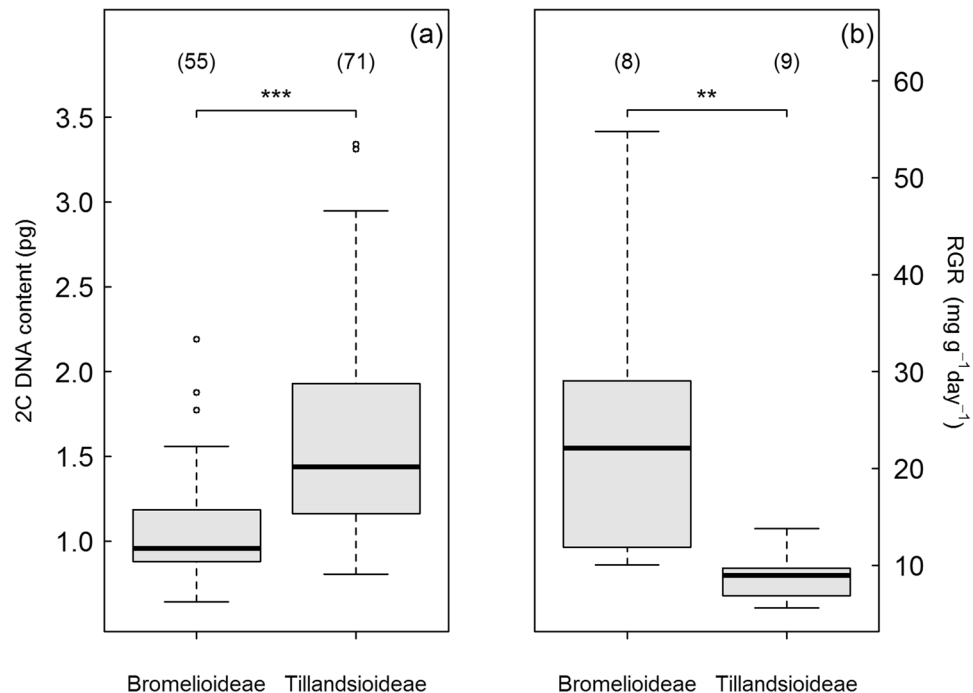 (a)
(55) (71)
***
3.5
3.0
2.5
2.0
1.5
1.0
2C DNA content (pg)
Bromelioideae Tillandsioideae
(b)
(8) (9)
**
60
50
40
30
20
10
RGR (mg g⁻¹day⁻¹)
Bromelioideae Tillandsioideae